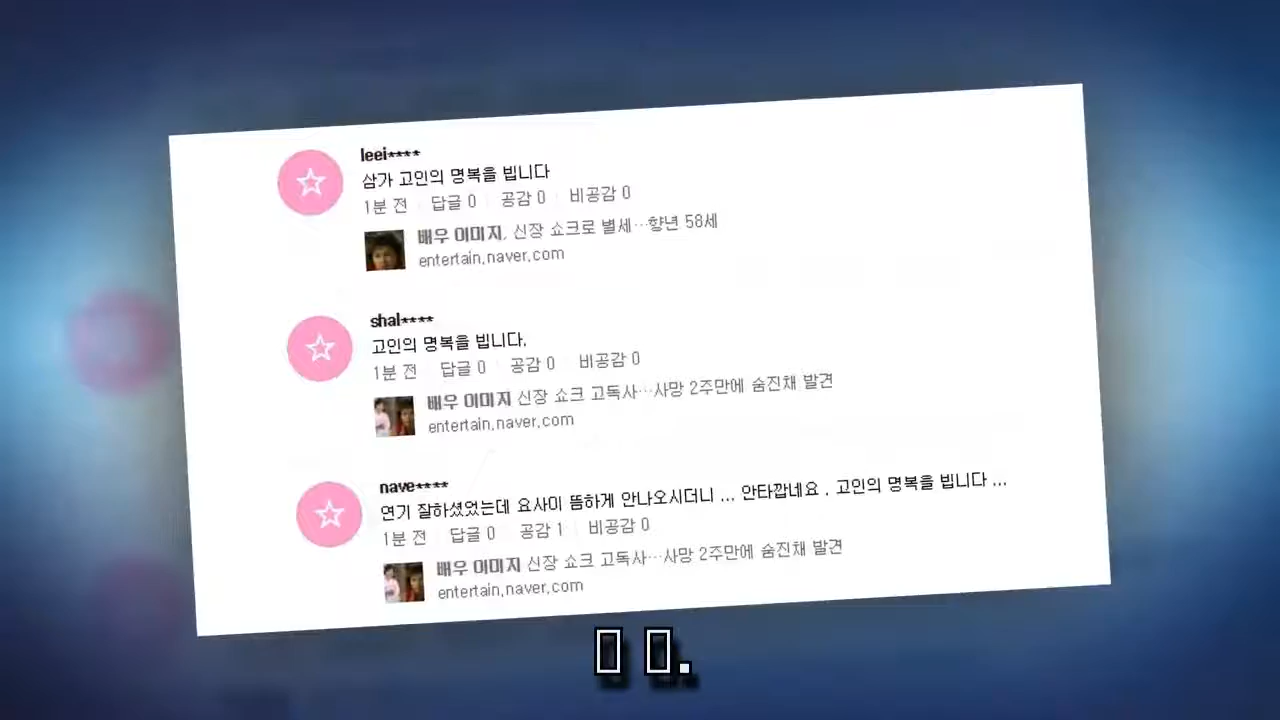 leei****
삼가 고인의 명복을 빕니다
1분 전 답글 0 공감 0 비공감 0
배우 이미지, 신장 쇼크로 별세…향년 58세
entertain.naver.com
shal****
고인의 명복을 빕니다.
1분 전 답글 0 공감 0 비공감 0
배우 이미지 신장 쇼크 고독사…사망 2주만에 숨진채 발견
entertain.naver.com
nave****
연기 잘하셨었는데 요사이 뜸하게 안나오시더니 ... 안타깝네요 . 고인의 명복을 빕니다 ...
1분 전 답글 0 공감 1 비공감 0
배우 이미지 신장 쇼크 고독사…사망 2주만에 숨진채 발견
entertain.naver.com